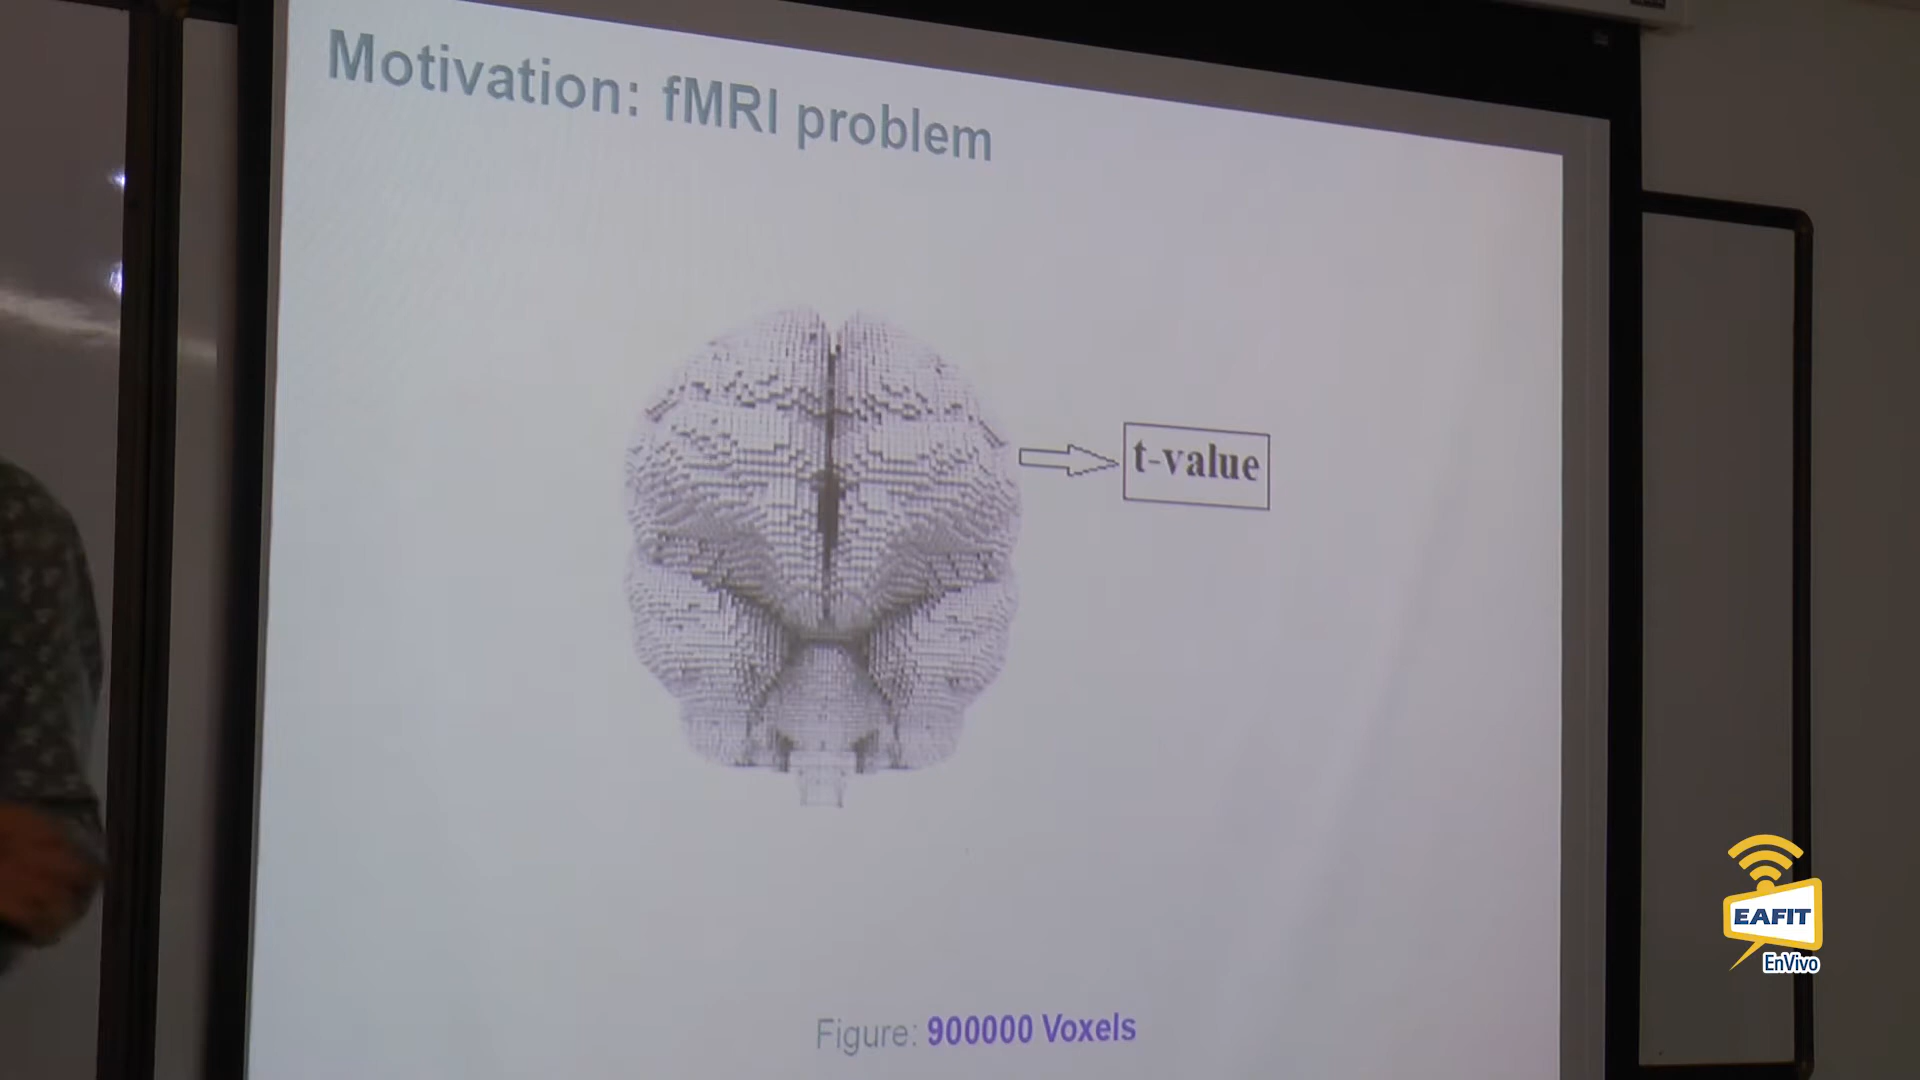 Motivation: fMRI problem
t-value
Figure: 900000 Voxels
EAFIT
EnVivo